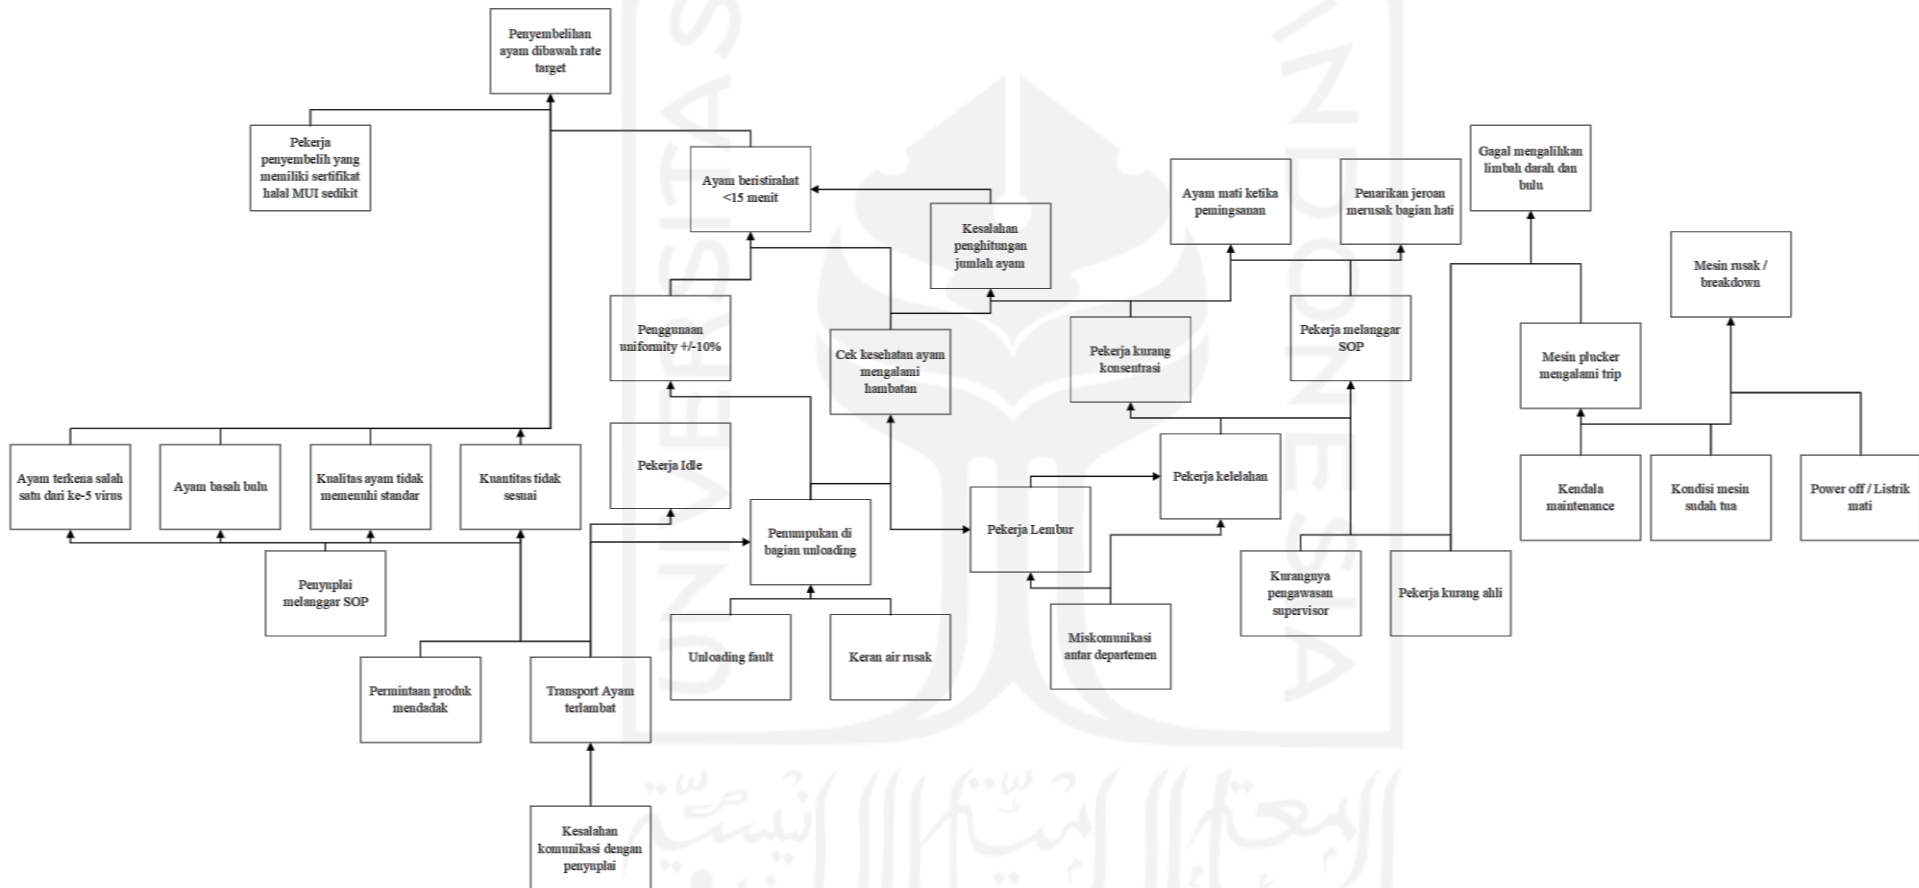 Penyembelihan
ayam dibawah rate
target
Pekerja
penyembelih yang
memiliki sertifikat
halal MUI sedikit
Ayam beristirahat
<15 menit
Kesalahan
penghitungan
jumlah ayam
Ayam mati ketika
pemingsanan
Penarikan jeroan
merusak bagian hati
Gagal mengalihkan
limbah darah dan
bulu
Mesin rusak /
breakdown
Penggunaan
uniformity +/-10%
Cek kesehatan ayam
mengalami
hambatan
Pekerja kurang
konsentrasi
Pekerja melanggar
SOP
Mesin plucker
mengalami trip
Ayam terkena salah
satu dari ke-5 virus
Ayam basah bulu
Kualitas ayam tidak
memenuhi standar
Kuantitas tidak
sesuai
Pekerja Idle
Penumpukan di
bagian unloading
Pekerja Lembur
Pekerja kelelahan
Kendala
maintenance
Kondisi mesin
sudah tua
Power off / Listrik
mati
Penyuplai
melanggar SOP
Unloading fault
Keran air rusak
Miskomunikasi
antar departemen
Kurangnya
pengawasan
supervisor
Pekerja kurang ahli
Permintaan produk
mendadak
Transport Ayam
terlambat
Kesalahan
komunikasi dengan
penyuplai
UNIVERSITAS
INDONESIA